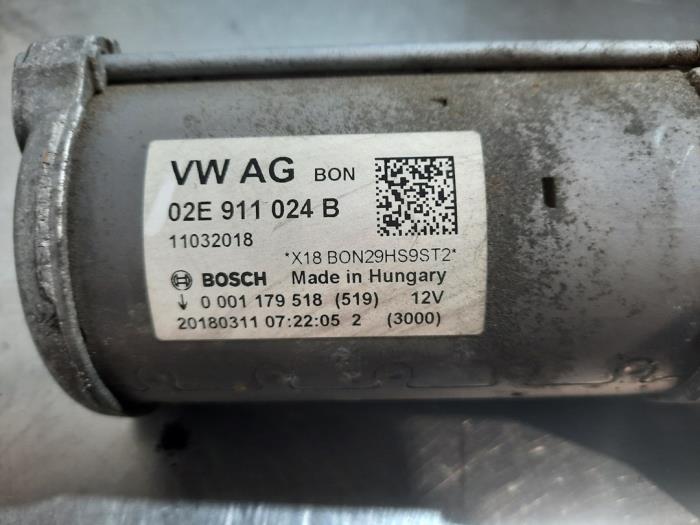 VW AG BON
02E 911 024 B
11032018
*X18 BON29HS9ST2*
BOSCH Made in Hungary
↓ 0 001 179 518 (519) 12V
20180311 07:22:05 2 (3000)